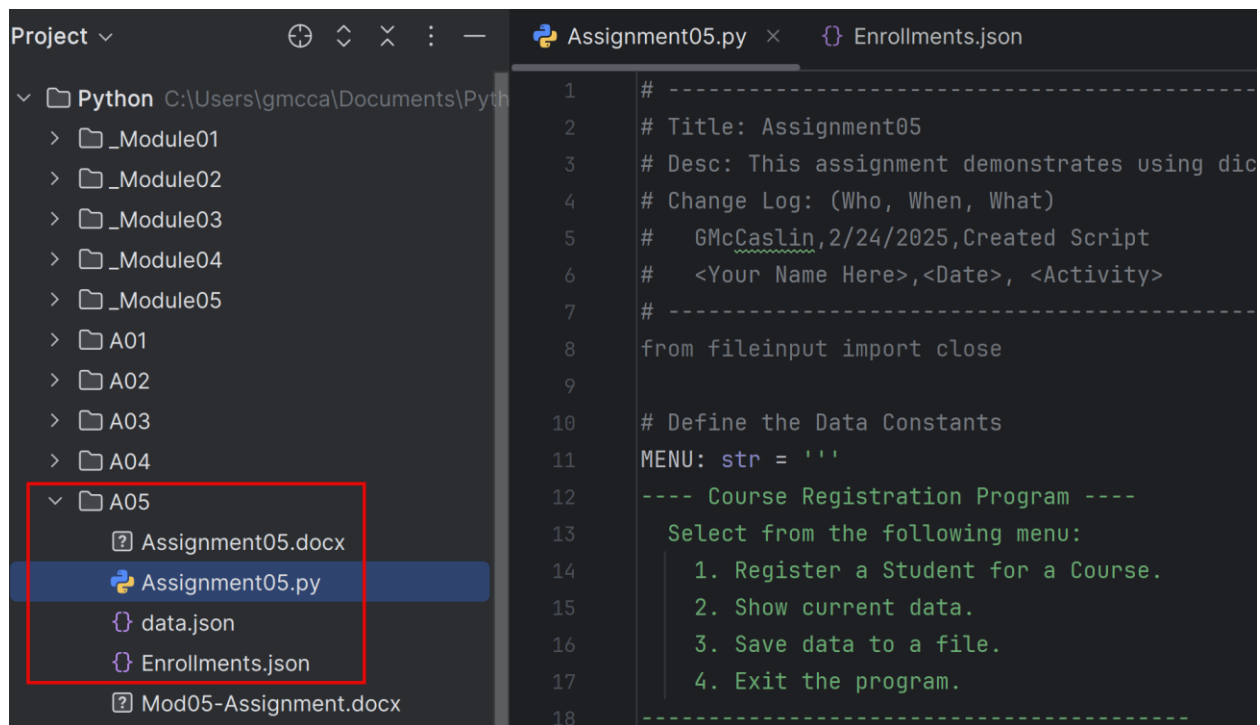 Project
Python C:\Users\gmcca\Documents\Pyth
_Module01
_Module02
_Module03
_Module04
_Module05
A01
A02
A03
A04
A05
Assignment05.docx
Assignment05.py
data.json
Enrollments.json
Mod05-Assignment.docx
Assignment05.py × Enrollments.json
1 # -------------------------------------------
2 # Title: Assignment05
3 # Desc: This assignment demonstrates using dic
4 # Change Log: (Who, When, What)
5 #   GMcCaslin,2/24/2025,Created Script
6 #   <Your Name Here>,<Date>, <Activity>
7 # -------------------------------------------
8 from fileinput import close
9
10 # Define the Data Constants
11 MENU: str = '''
12 ---- Course Registration Program ----
13   Select from the following menu:
14     1. Register a Student for a Course.
15     2. Show current data.
16     3. Save data to a file.
17     4. Exit the program.
18 -----------------------------------------